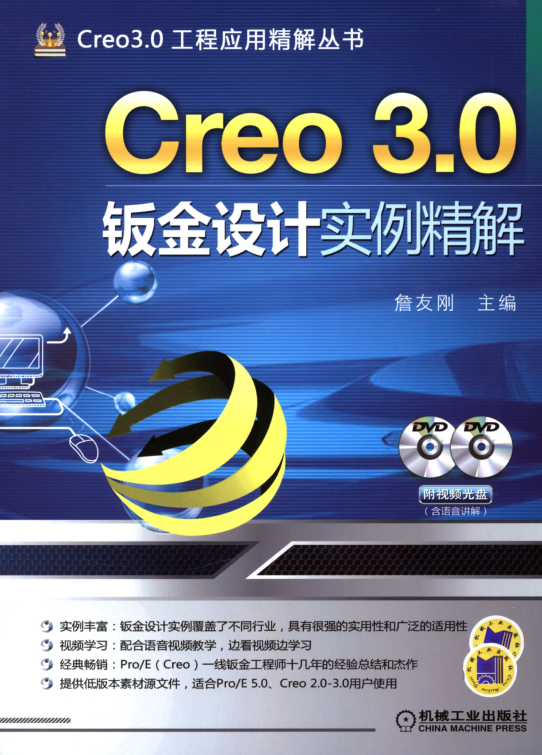 Creo3.0 工程应用精解丛书
Creo 3.0
钣金设计实例精解
詹友刚 主编
DVD DVD
附视频光盘
(含语音讲解)
实例丰富：钣金设计实例覆盖了不同行业，具有很强的实用性和广泛的适用性
视频学习：配合语音视频教学，边看视频边学习
经典畅销：Pro/E（Creo）一线钣金工程师十几年的经验总结和杰作
提供低版本素材源文件，适合Pro/E 5.0、Creo 2.0-3.0用户使用
机械工业出版社
CHINA MACHINE PRESS